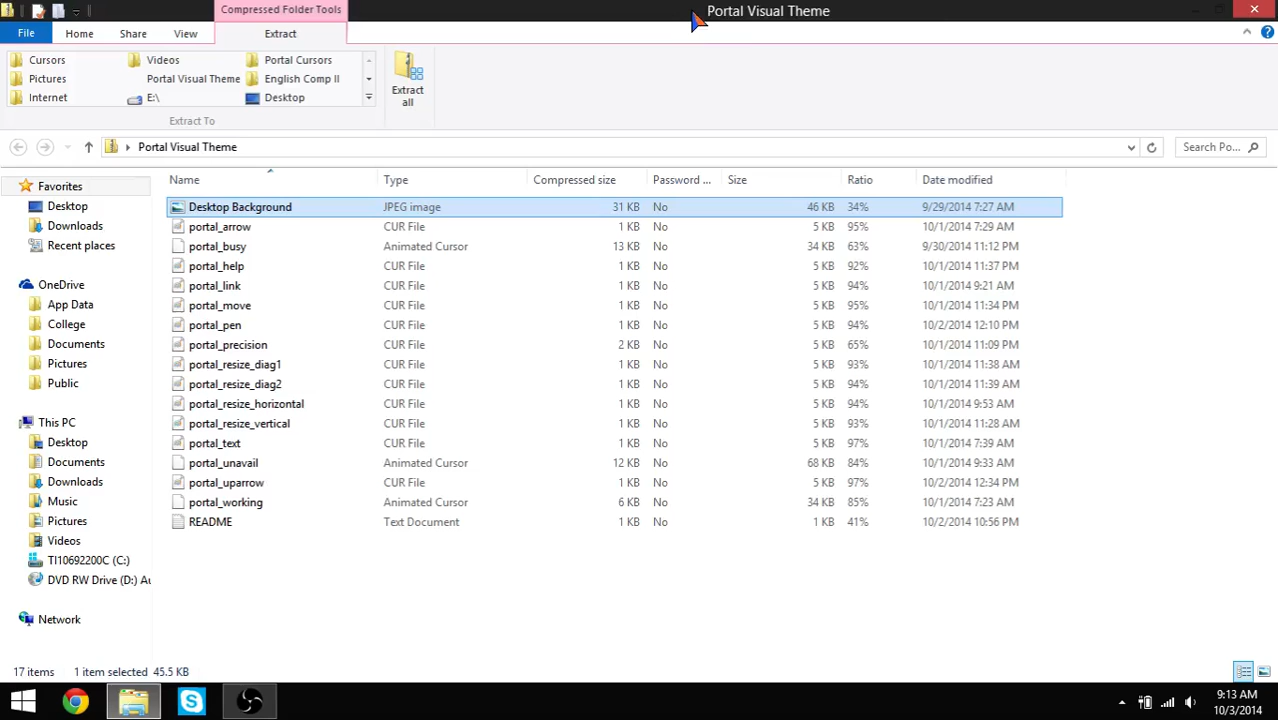 Compressed Folder Tools
Portal Visual Theme
File Home Share View Extract
Cursors Videos Portal Cursors
Pictures Portal Visual Theme English Comp II
Internet E:\ Desktop
Extract all
Extract To
Portal Visual Theme
Search Po...
Name Type Compressed size Password ... Size Ratio Date modified
Favorites
Desktop
Downloads
Recent places
OneDrive
App Data
College
Documents
Pictures
Public
This PC
Desktop
Documents
Downloads
Music
Pictures
Videos
TI10692200C (C:)
DVD RW Drive (D:) Au
Network
Desktop Background JPEG image 31 KB No 46 KB 34% 9/29/2014 7:27 AM
portal_arrow CUR File 1 KB No 5 KB 95% 10/1/2014 7:29 AM
portal_busy Animated Cursor 13 KB No 34 KB 63% 9/30/2014 11:12 PM
portal_help CUR File 1 KB No 5 KB 92% 10/1/2014 11:37 PM
portal_link CUR File 1 KB No 5 KB 94% 10/1/2014 9:21 AM
portal_move CUR File 1 KB No 5 KB 95% 10/1/2014 11:34 PM
portal_pen CUR File 1 KB No 5 KB 94% 10/2/2014 12:10 PM
portal_precision CUR File 2 KB No 5 KB 65% 10/1/2014 11:09 PM
portal_resize_diag1 CUR File 1 KB No 5 KB 93% 10/1/2014 11:38 AM
portal_resize_diag2 CUR File 1 KB No 5 KB 94% 10/1/2014 11:39 AM
portal_resize_horizontal CUR File 1 KB No 5 KB 94% 10/1/2014 9:53 AM
portal_resize_vertical CUR File 1 KB No 5 KB 93% 10/1/2014 11:28 AM
portal_text CUR File 1 KB No 5 KB 97% 10/1/2014 7:39 AM
portal_unavail Animated Cursor 12 KB No 68 KB 84% 10/1/2014 9:33 AM
portal_uparrow CUR File 1 KB No 5 KB 97% 10/2/2014 12:34 PM
portal_working Animated Cursor 6 KB No 34 KB 85% 10/1/2014 7:23 AM
README Text Document 1 KB No 1 KB 41% 10/2/2014 10:56 PM
17 items 1 item selected 45.5 KB
9:13 AM
10/3/2014